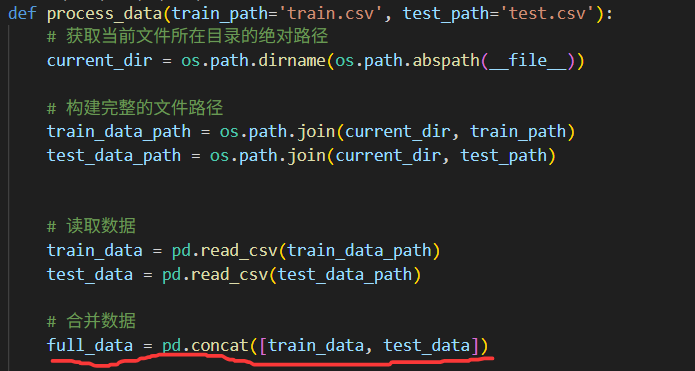 def process_data(train_path='train.csv', test_path='test.csv'):
# 获取当前文件所在目录的绝对路径
current_dir = os.path.dirname(os.path.abspath(__file__))
# 构建完整的文件路径
train_data_path = os.path.join(current_dir, train_path)
test_data_path = os.path.join(current_dir, test_path)
# 读取数据
train_data = pd.read_csv(train_data_path)
test_data = pd.read_csv(test_data_path)
# 合并数据
full_data = pd.concat([train_data, test_data])